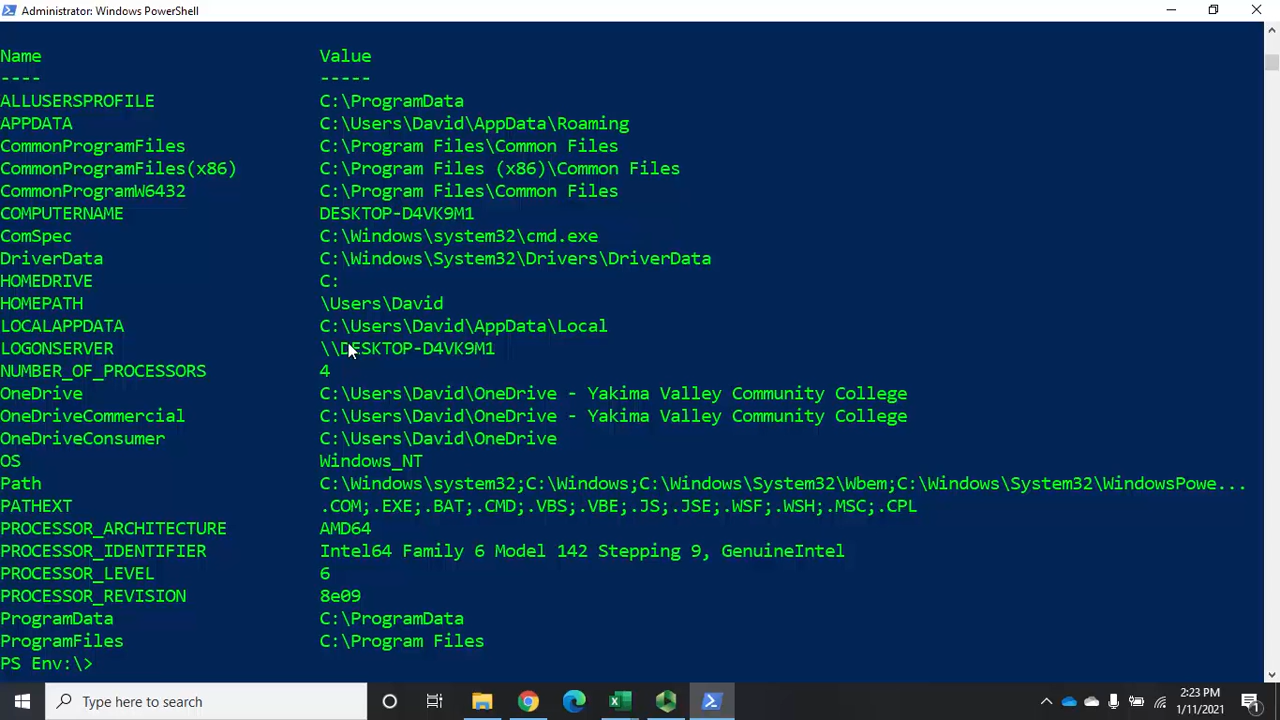 Administrator: Windows PowerShell
Name Value
---- -----
ALLUSERSPROFILE C:\ProgramData
APPDATA C:\Users\David\AppData\Roaming
CommonProgramFiles C:\Program Files\Common Files
CommonProgramFiles(x86) C:\Program Files (x86)\Common Files
CommonProgramW6432 C:\Program Files\Common Files
COMPUTERNAME DESKTOP-D4VK9M1
ComSpec C:\Windows\system32\cmd.exe
DriverData C:\Windows\System32\Drivers\DriverData
HOMEDRIVE C:
HOMEPATH \Users\David
LOCALAPPDATA C:\Users\David\AppData\Local
LOGONSERVER \\DESKTOP-D4VK9M1
NUMBER_OF_PROCESSORS 4
OneDrive C:\Users\David\OneDrive - Yakima Valley Community College
OneDriveCommercial C:\Users\David\OneDrive - Yakima Valley Community College
OneDriveConsumer C:\Users\David\OneDrive
OS Windows_NT
Path C:\Windows\system32;C:\Windows;C:\Windows\System32\Wbem;C:\Windows\System32\WindowsPowe...
PATHEXT .COM;.EXE;.BAT;.CMD;.VBS;.VBE;.JS;.JSE;.WSF;.WSH;.MSC;.CPL
PROCESSOR_ARCHITECTURE AMD64
PROCESSOR_IDENTIFIER Intel64 Family 6 Model 142 Stepping 9, GenuineIntel
PROCESSOR_LEVEL 6
PROCESSOR_REVISION 8e09
ProgramData C:\ProgramData
ProgramFiles C:\Program Files
PS Env:\>
Type here to search
2:23 PM
1/11/2021
1